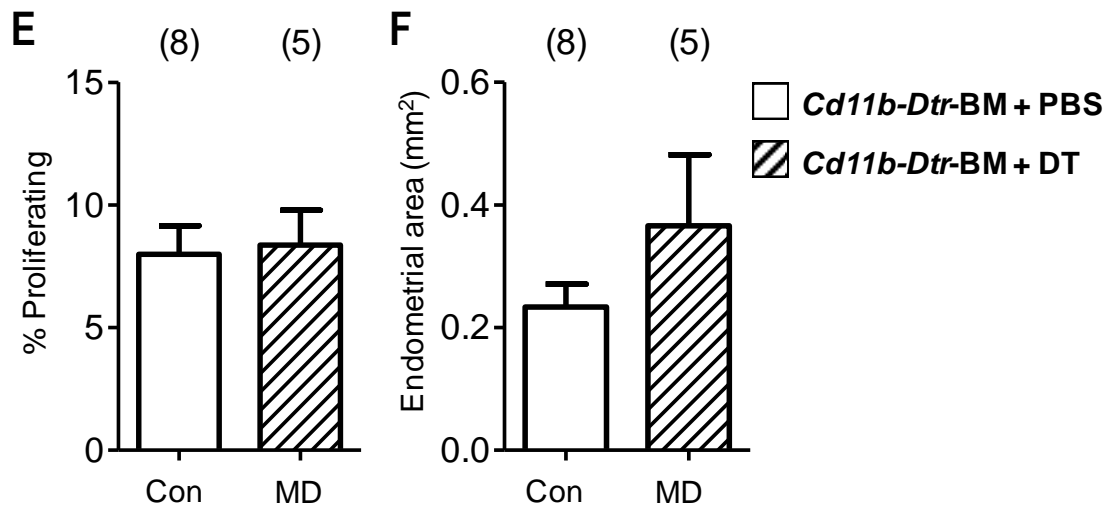 E
(8) (5)
15
10
5
0
% Proliferating
Con MD
F
(8) (5)
0.6
0.4
0.2
0.0
Endometrial area (mm²)
Con MD
Cd11b-Dtr-BM + PBS
Cd11b-Dtr-BM + DT